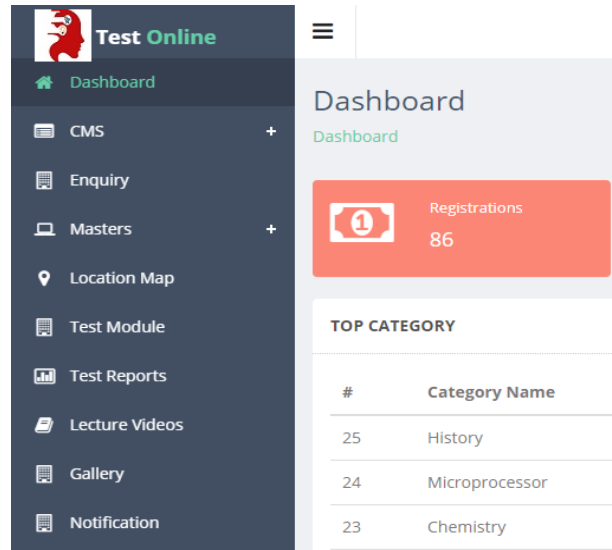 Test Online
Dashboard
CMS +
Enquiry
Masters +
Location Map
Test Module
Test Reports
Lecture Videos
Gallery
Notification
Dashboard
Dashboard
1
Registrations
86
TOP CATEGORY
# Category Name
25 History
24 Microprocessor
23 Chemistry